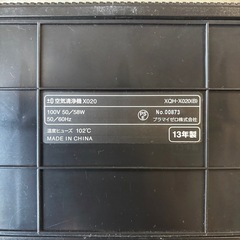 ±0 空気清浄機 X020
XQH-X020(B)
100V 50/58W
50/60Hz
No.00873
プラマイゼロ株式会社
温度ヒューズ 102℃
MADE IN CHINA
13年製